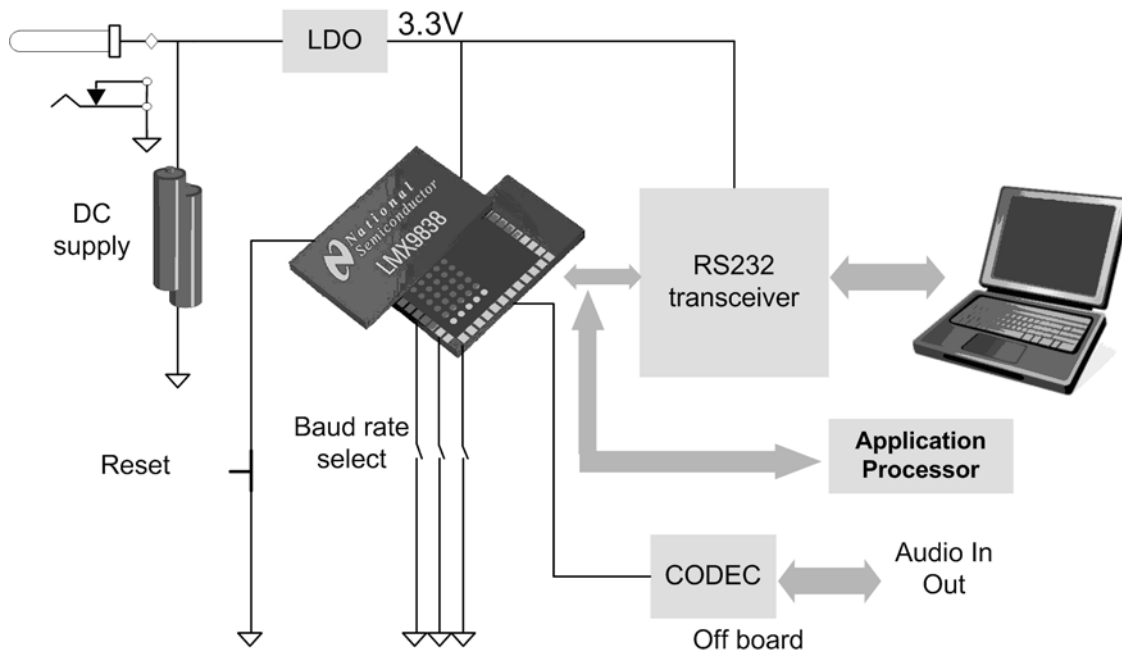 LDO
3.3V
National
Semiconductor
LMX9838
DC
supply
RS232
transceiver
Baud rate
select
Reset
Application
Processor
CODEC
Audio In
Out
Off board